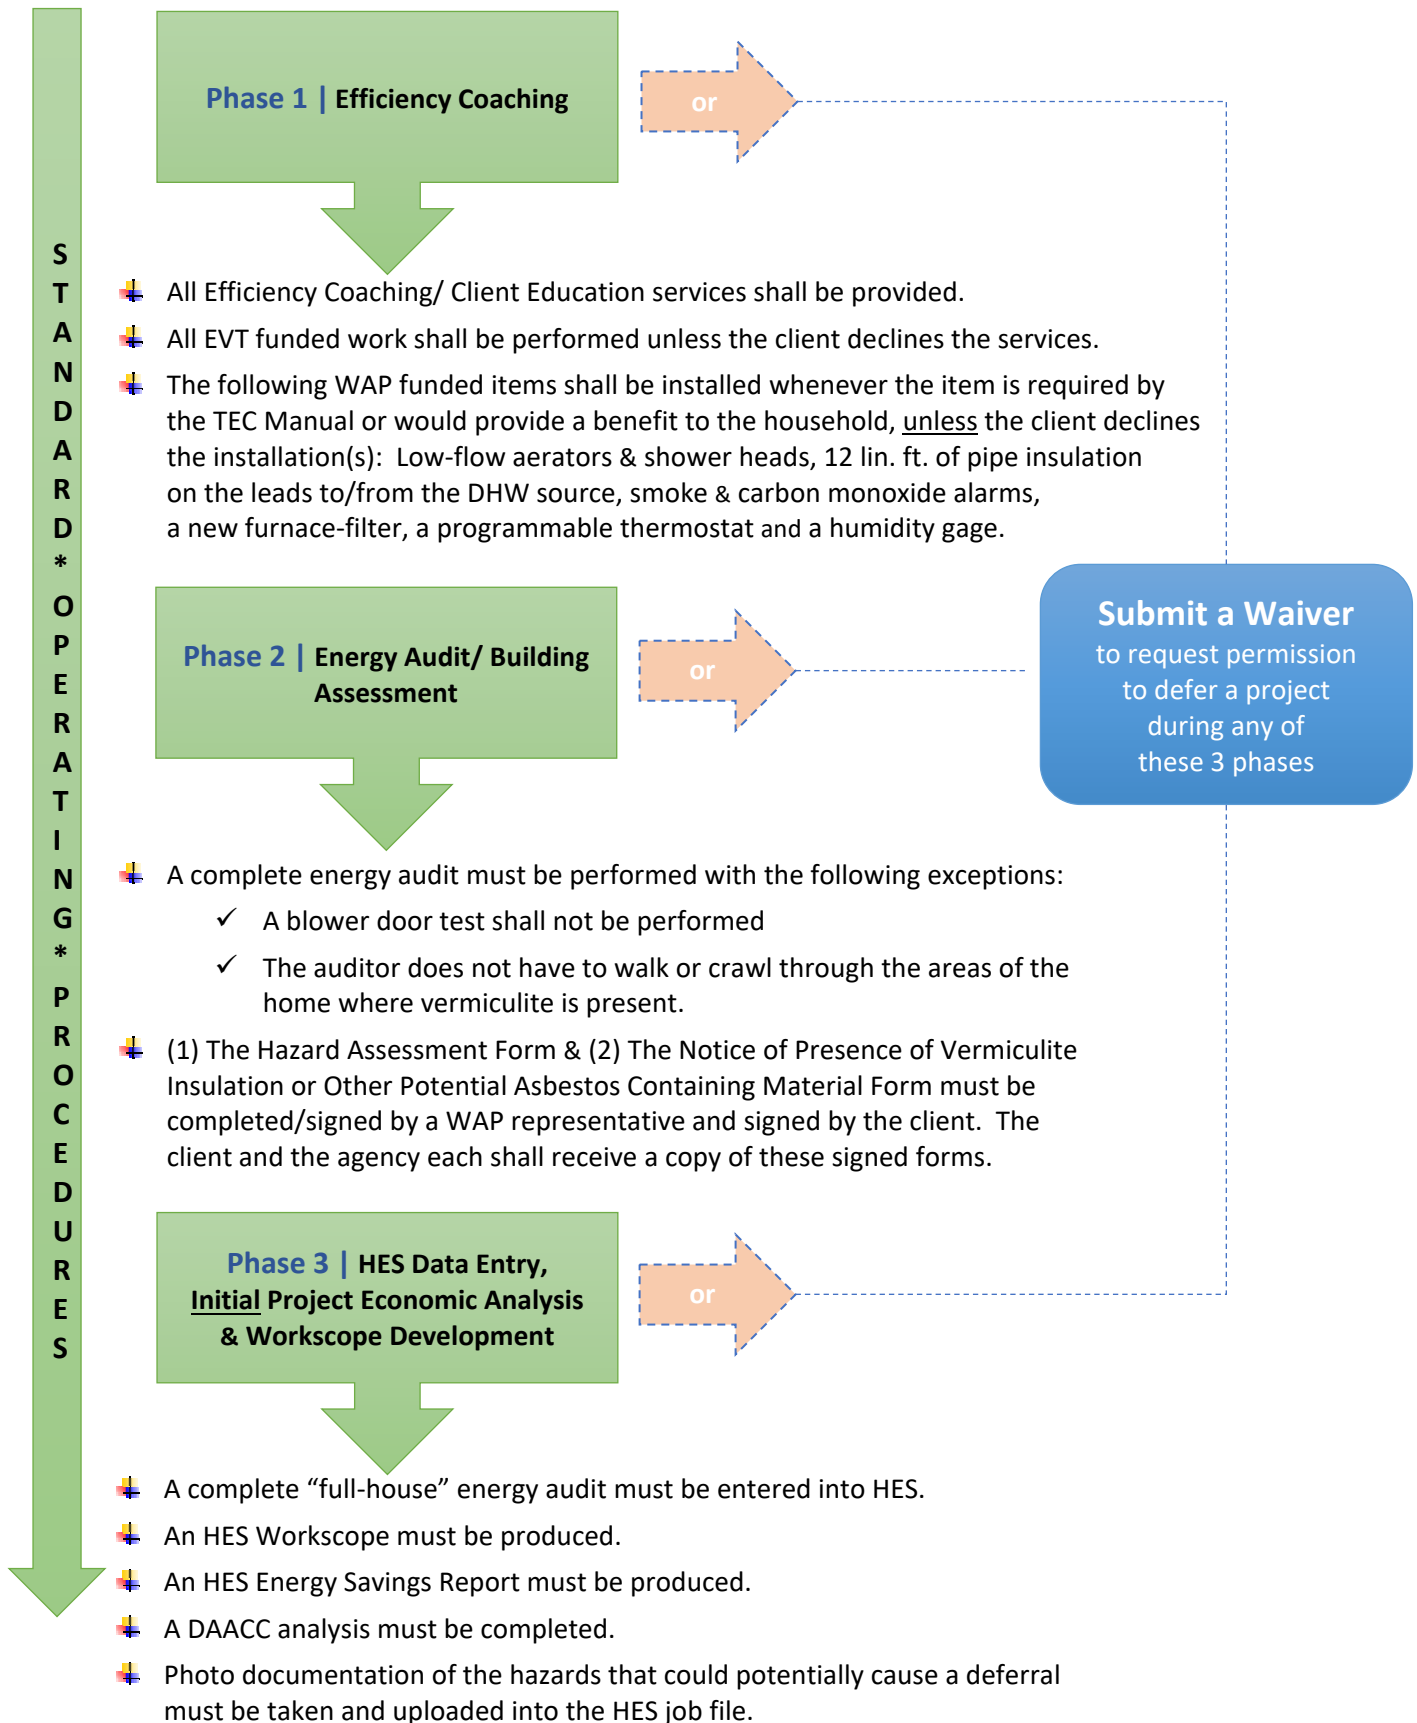 STANDARD* OPERATING* PROCEDURES
Phase 1 | Efficiency Coaching
or
All Efficiency Coaching/ Client Education services shall be provided.
All EVT funded work shall be performed unless the client declines the services.
The following WAP funded items shall be installed whenever the item is required by
the TEC Manual or would provide a benefit to the household, unless the client declines
the installation(s):  Low-flow aerators & shower heads, 12 lin. ft. of pipe insulation
on the leads to/from the DHW source, smoke & carbon monoxide alarms,
a new furnace-filter, a programmable thermostat and a humidity gage.
Phase 2 | Energy Audit/ Building
Assessment
or
Submit a Waiver
to request permission
to defer a project
during any of
these 3 phases
A complete energy audit must be performed with the following exceptions:
✓ A blower door test shall not be performed
✓ The auditor does not have to walk or crawl through the areas of the
home where vermiculite is present.
(1) The Hazard Assessment Form & (2) The Notice of Presence of Vermiculite
Insulation or Other Potential Asbestos Containing Material Form must be
completed/signed by a WAP representative and signed by the client.  The
client and the agency each shall receive a copy of these signed forms.
Phase 3 | HES Data Entry,
Initial Project Economic Analysis
& Workscope Development
or
A complete “full-house” energy audit must be entered into HES.
An HES Workscope must be produced.
An HES Energy Savings Report must be produced.
A DAACC analysis must be completed.
Photo documentation of the hazards that could potentially cause a deferral
must be taken and uploaded into the HES job file.